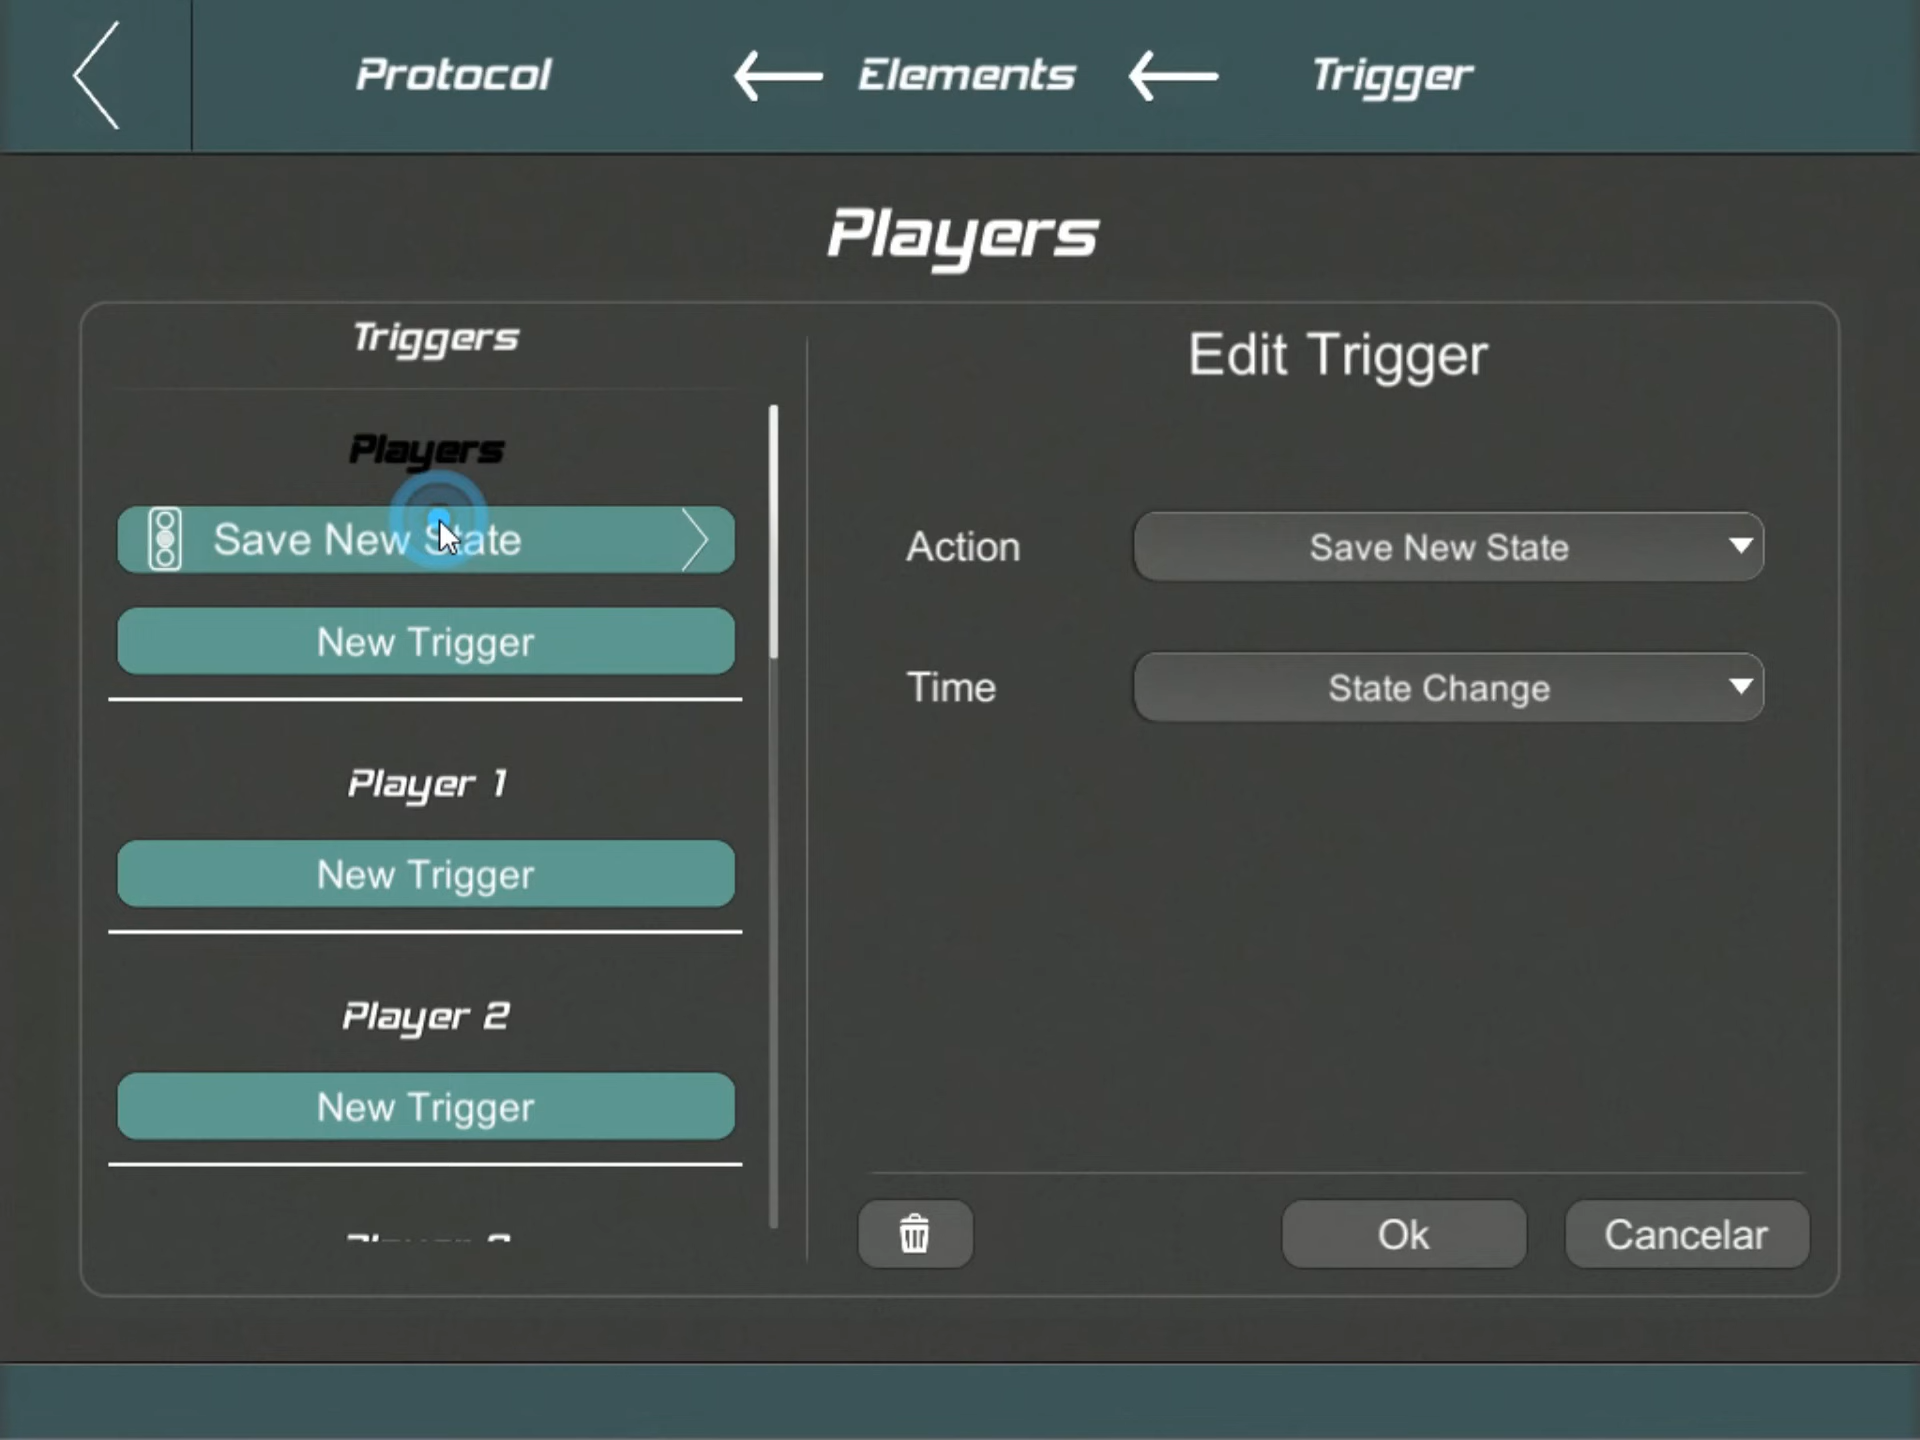 Protocol
Elements
Trigger
Players
Triggers
Players
Save New State
New Trigger
Player 1
New Trigger
Player 2
New Trigger
Edit Trigger
Action
Save New State
Time
State Change
Ok
Cancelar